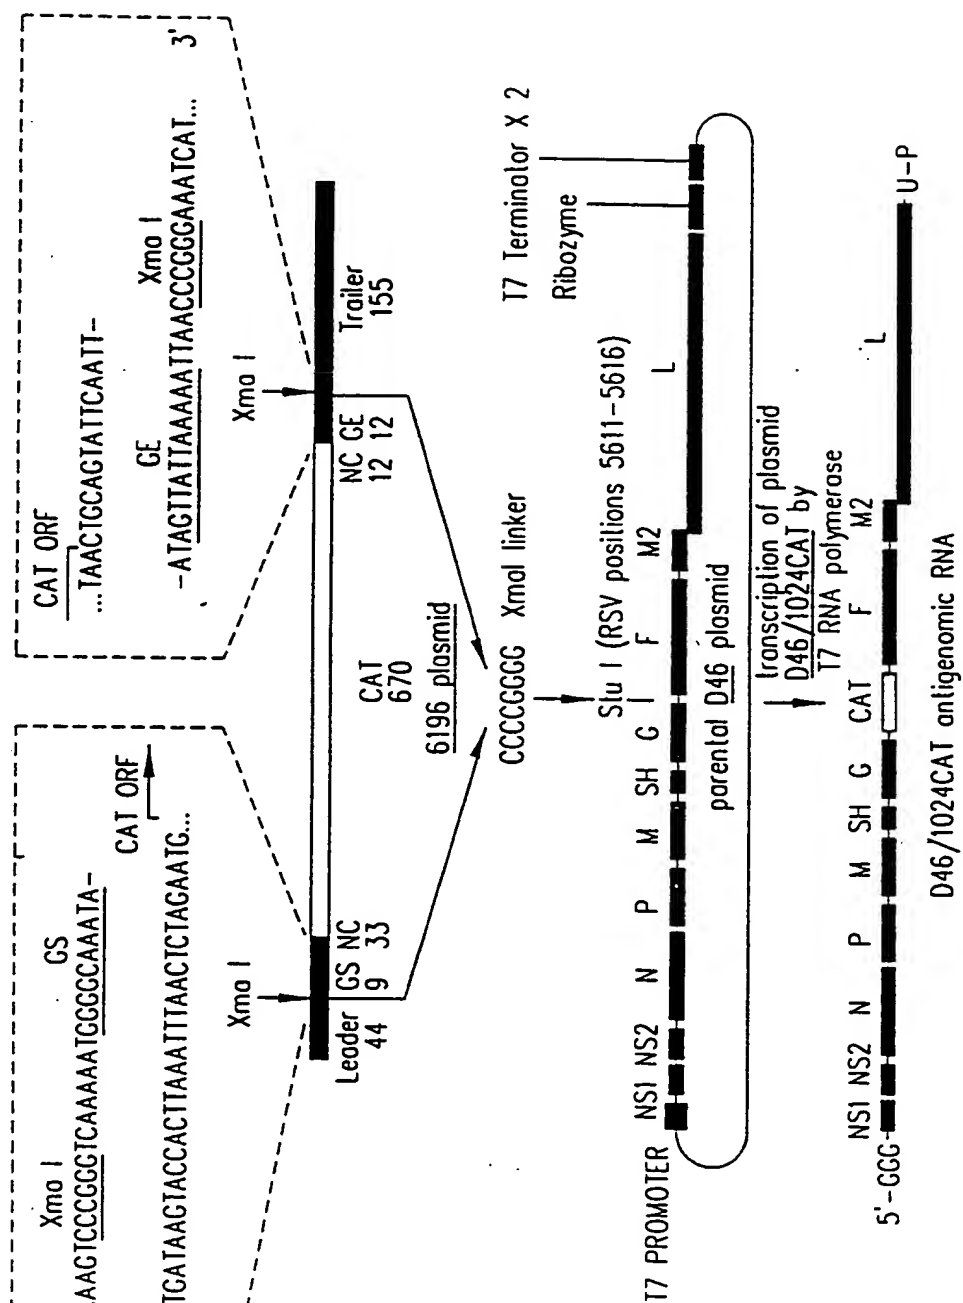 Xma I
GS
AAGTCCCGGGTCAAAAATGGGGCAAATA-
CAT ORF
TGATAAGTACCACTTAAATTTAACTCTAGAATG...
CAT ORF
...TAACTGCAGTATTCAATT-
GE
Xma I
-ATAGTTATTAAAAATTAACCCGGGAAATCAT...
3'
Xma I
Xma I
Leader
44
GS NC
9 33
CAT
670
NC GE
12 12
Trailer
155
6196 plasmid
CCCCGGGG XmaI linker
Stu I (RSV positions 5611-5616)
T7 Terminator X 2
Ribozyme
NS1 NS2 N P M SH G F M2 L
T7 PROMOTER
parental D46 plasmid
transcription of plasmid
D46/1024CAT by
T7 RNA polymerase
NS1 NS2 N P M SH G CAT F M2 L
5'-GGG
U-P
D46/1024CAT antigenomic RNA